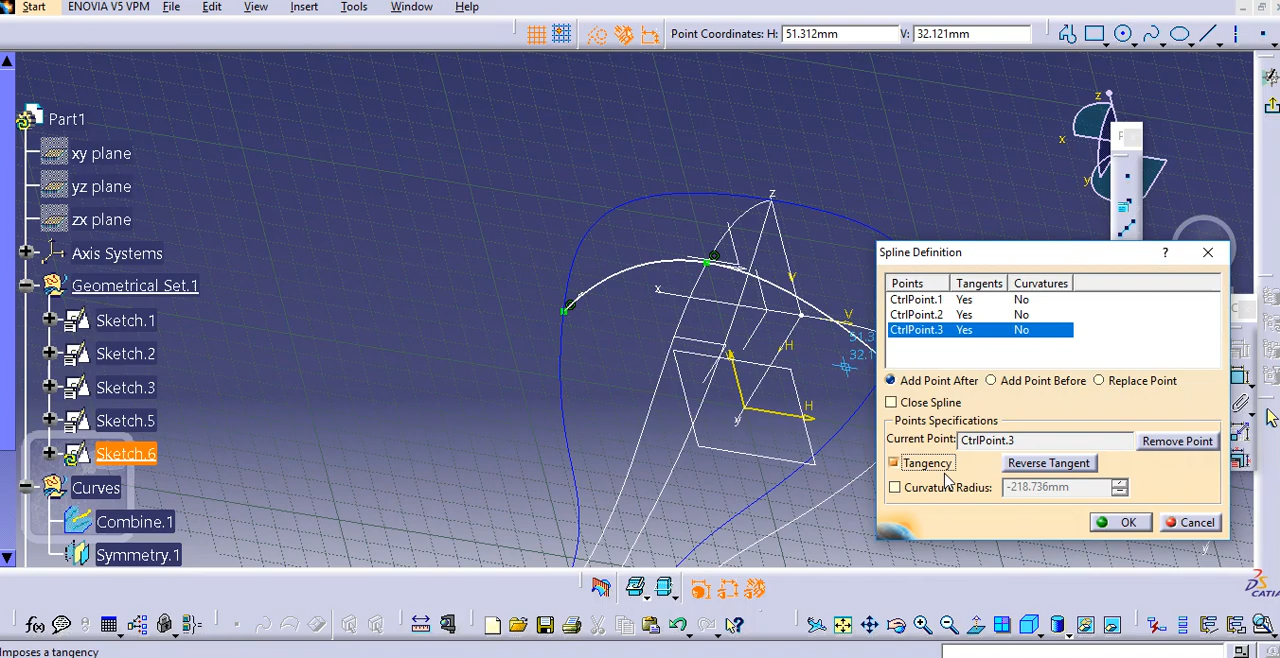 Start ENOVIA V5 VPM File Edit View Insert Tools Window Help
Point Coordinates: H: 51.312mm V: 32.121mm
Part1
xy plane
yz plane
zx plane
Axis Systems
Geometrical Set.1
Sketch.1
Sketch.2
Sketch.3
Sketch.5
Sketch.6
Curves
Combine.1
Symmetry.1
z
x
y
z
x
V
V
H
H
y
Spline Definition ?
Points Tangents Curvatures
CtrlPoint.1 Yes No
CtrlPoint.2 Yes No
CtrlPoint.3 Yes No
Add Point After Add Point Before Replace Point
Close Spline
Points Specifications
Current Point: CtrlPoint.3 Remove Point
Tangency Reverse Tangent
Curvature Radius: -218.736mm
OK Cancel
f(x)
CATIA
Imposes a tangency